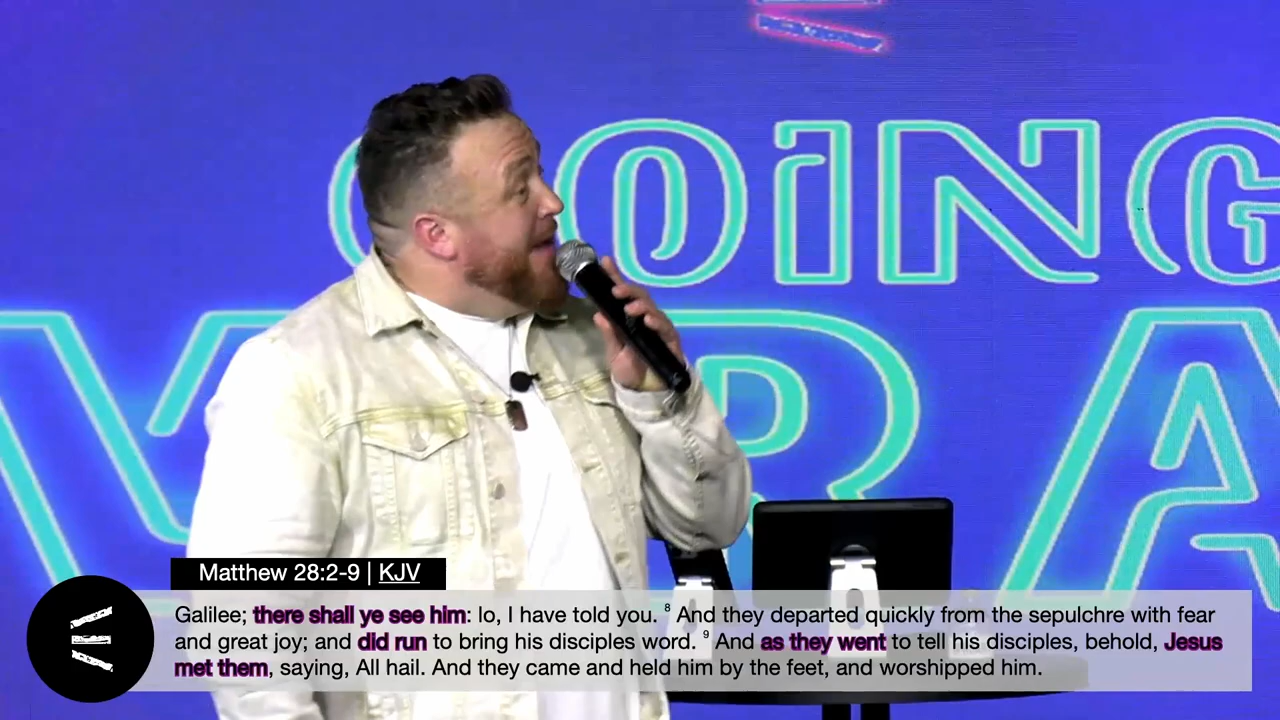 GOING
VRA
Matthew 28:2-9 | KJV
Galilee; there shall ye see him: lo, I have told you. ⁸ And they departed quickly from the sepulchre with fear
and great joy; and did run to bring his disciples word. ⁹ And as they went to tell his disciples, behold, Jesus
met them, saying, All hail. And they came and held him by the feet, and worshipped him.